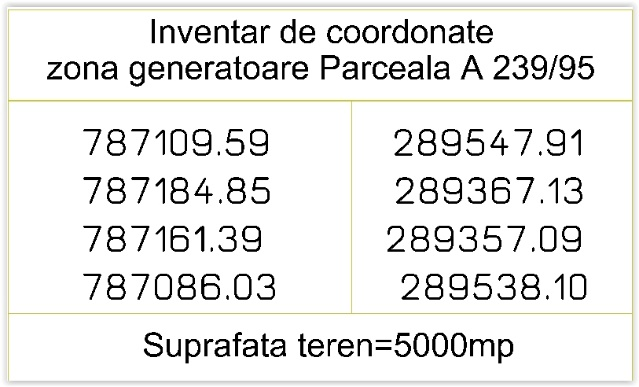 Inventar de coordonate
zona generatoare Parceala A 239/95
787109.59 289547.91
787184.85 289367.13
787161.39 289357.09
787086.03 289538.10
Suprafata teren=5000mp